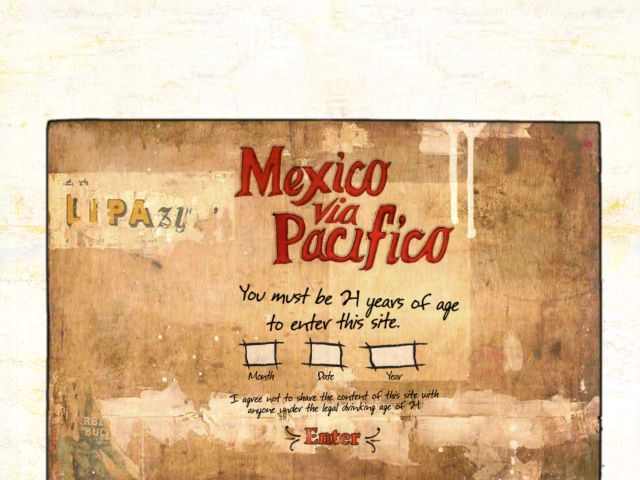 Mexico
via
Pacifico
LIPA
You must be 21 years of age
to enter this site.
Month Date Year
I agree not to share the content of this site with
anyone under the legal drinking age of 21.
Enter